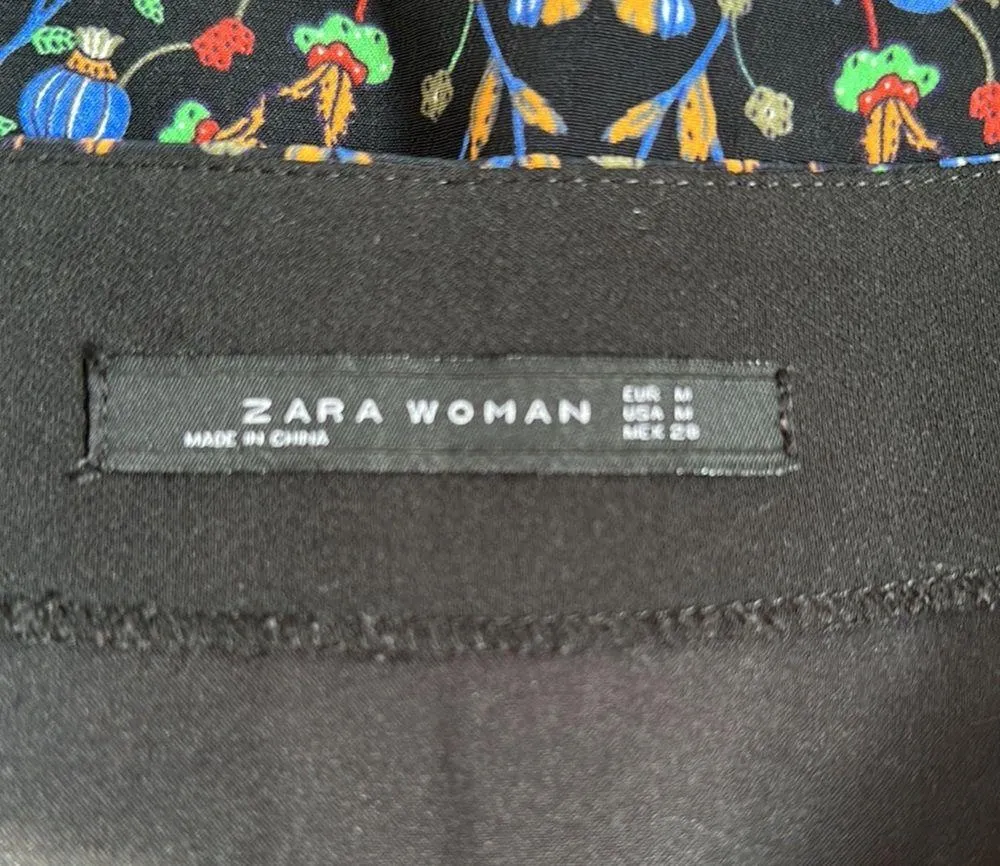 ZARA WOMAN
MADE IN CHINA
EUR M
USA M
MEX 28